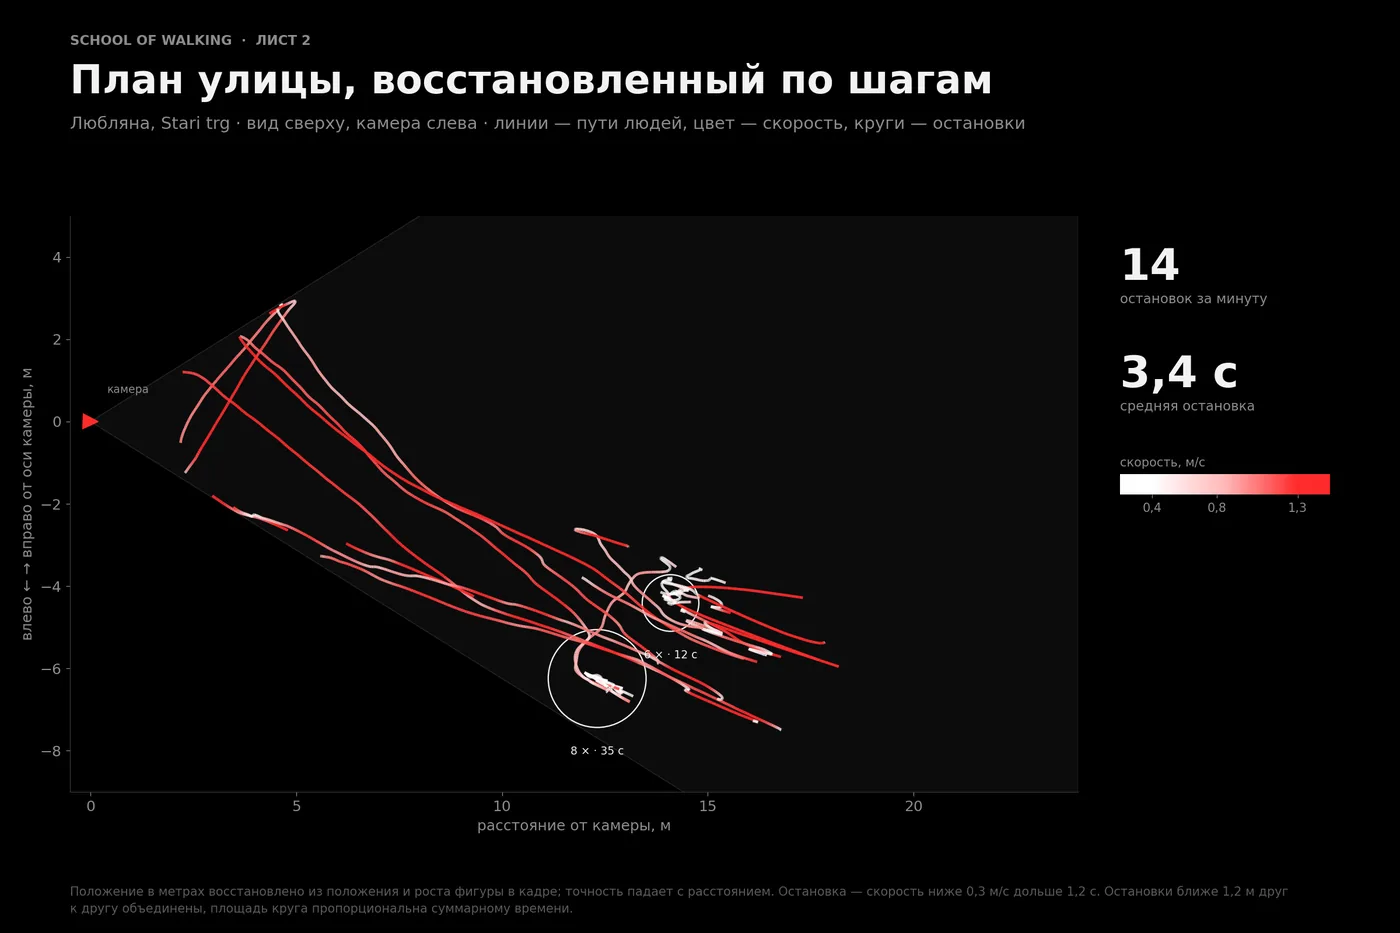 SCHOOL OF WALKING · ЛИСТ 2
План улицы, восстановленный по шагам
Любляна, Stari trg · вид сверху, камера слева · линии — пути людей, цвет — скорость, круги — остановки
14
остановок за минуту
3,4 с
средняя остановка
скорость, м/с
0,4 0,8 1,3
влево ← → вправо от оси камеры, м
4
2
0
−2
−4
−6
−8
камера
6 × · 12 с
8 × · 35 с
0 5 10 15 20
расстояние от камеры, м
Положение в метрах восстановлено из положения и роста фигуры в кадре; точность падает с расстоянием. Остановка — скорость ниже 0,3 м/с дольше 1,2 с. Остановки ближе 1,2 м друг
к другу объединены, площадь круга пропорциональна суммарному времени.